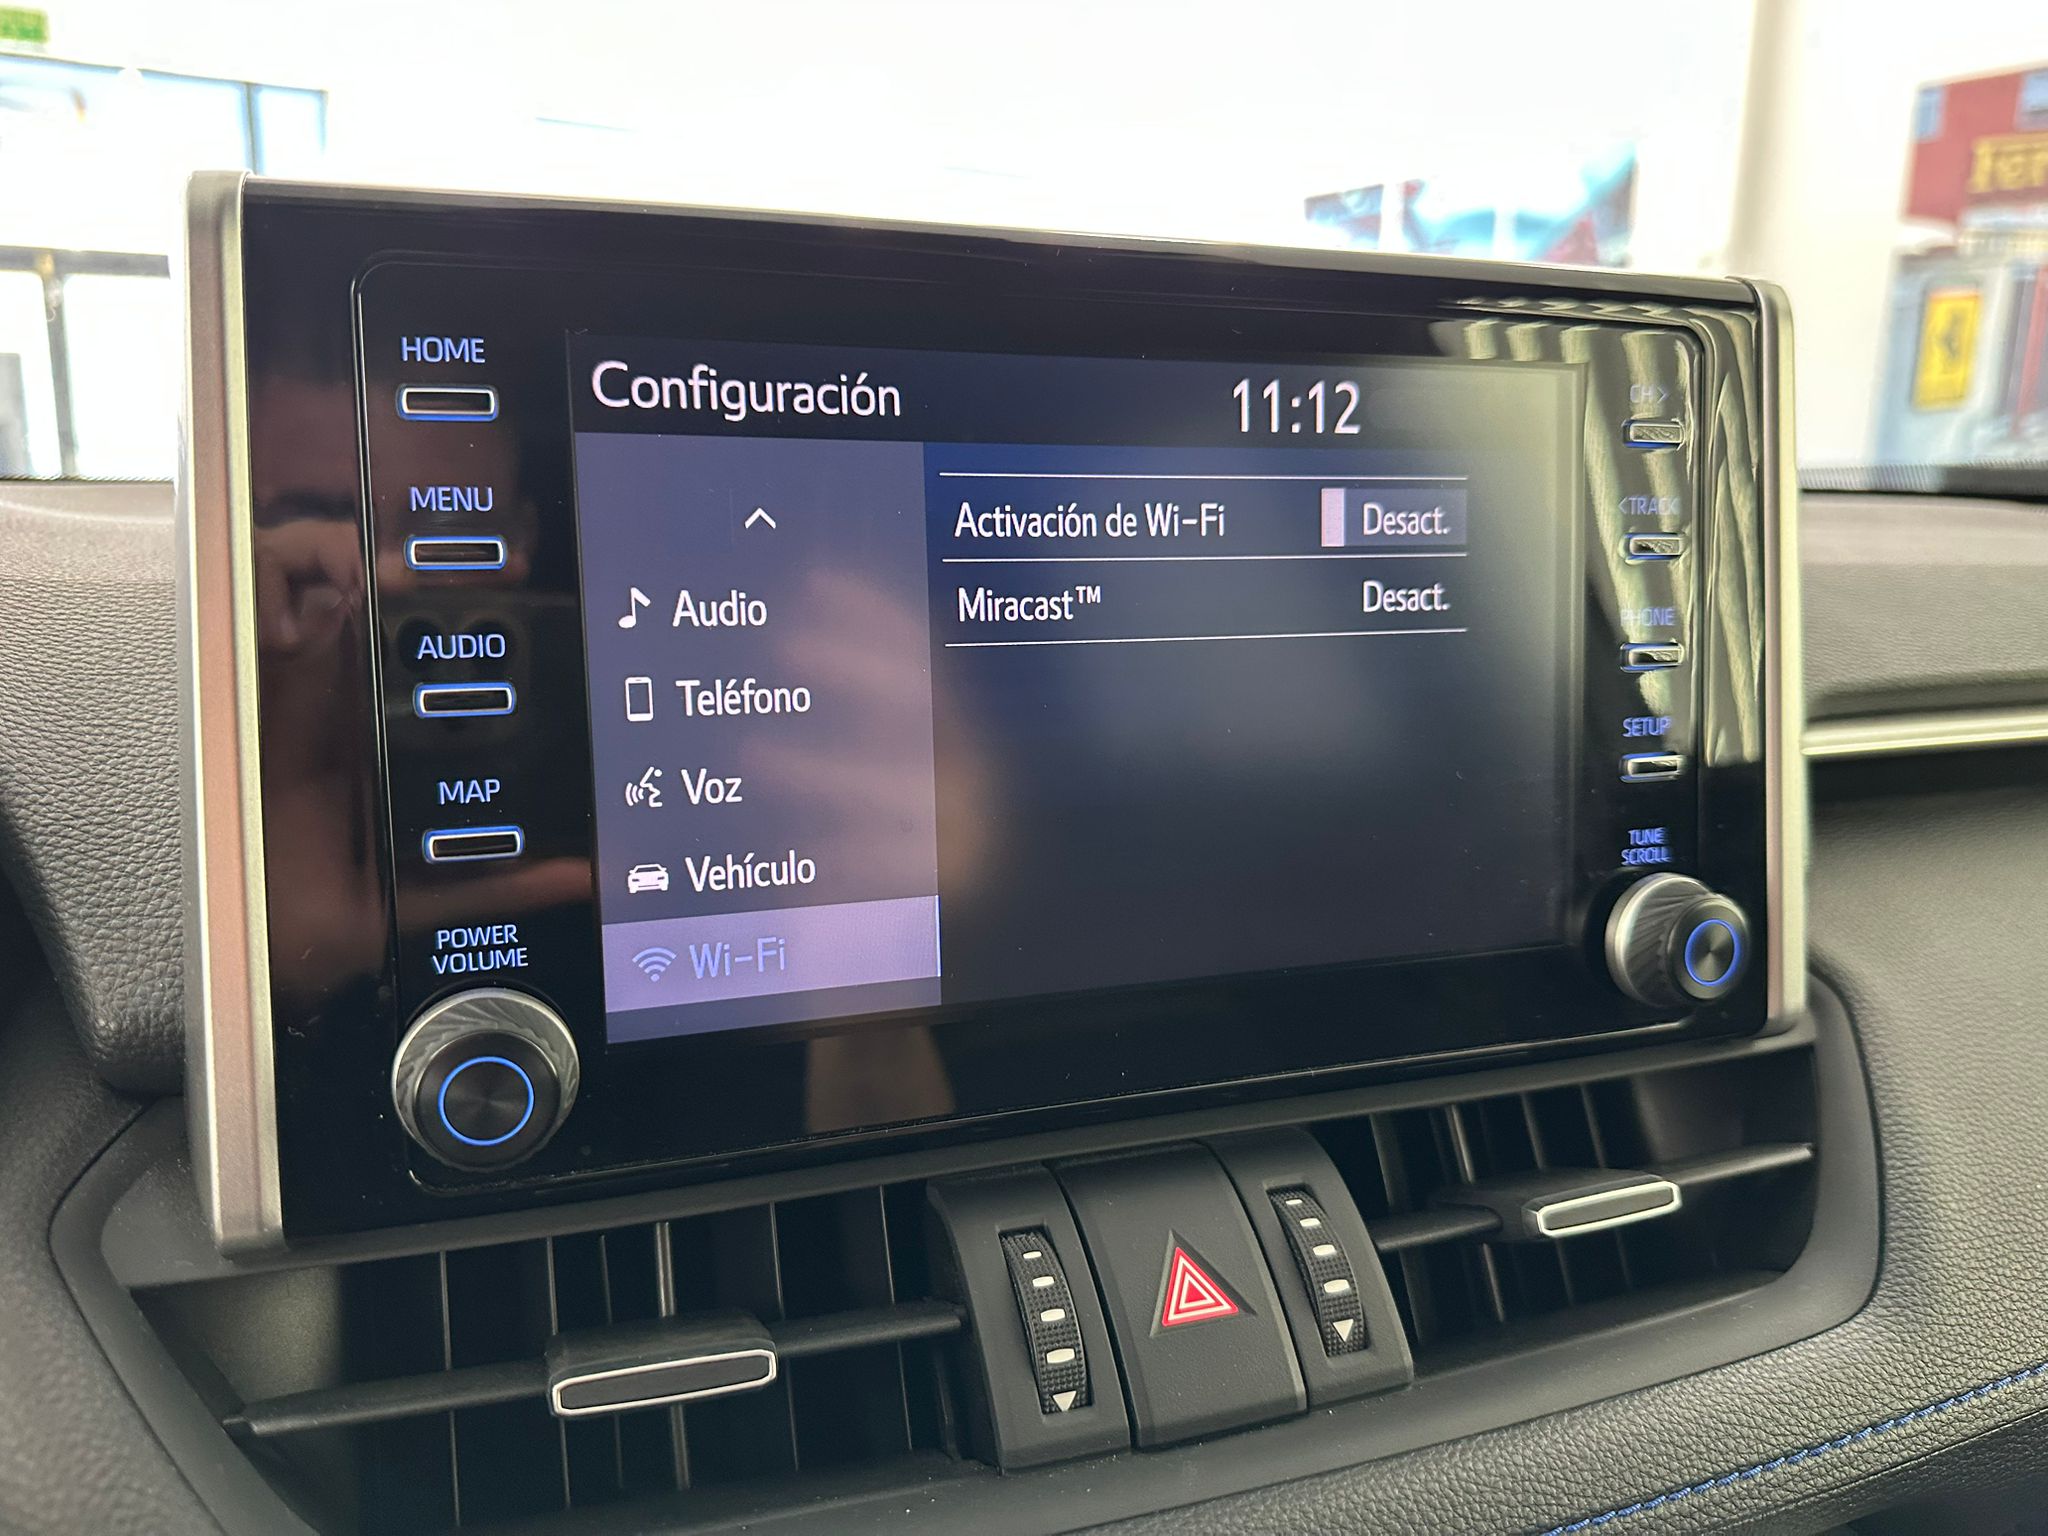 HOME
MENU
AUDIO
MAP
POWER
VOLUME
Configuración
11:12
Audio
Teléfono
Voz
Vehículo
Wi-Fi
Activación de Wi-Fi
Desact.
Miracast™
Desact.
CH >
< TRACK
PHONE
SETUP
TUNE
SCROLL